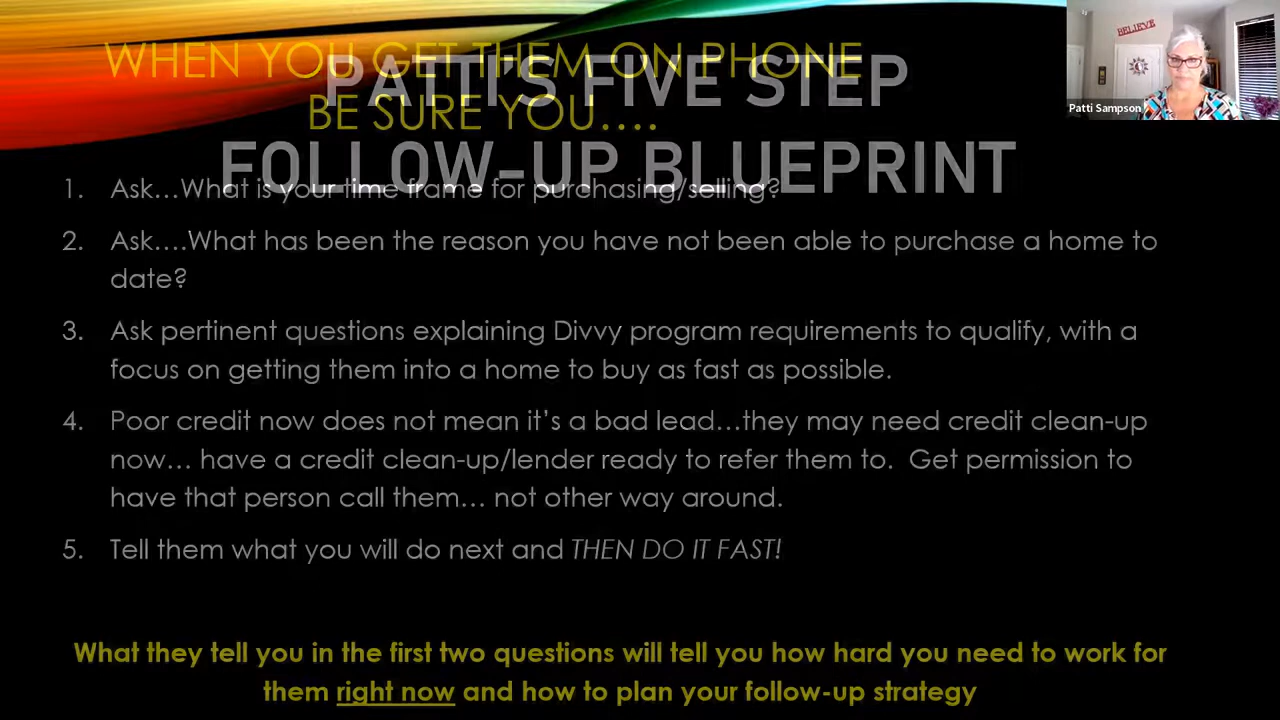 BELIEVE
WHEN YOU GET THEM ON PHONE
BE SURE YOU....
PATTI'S FIVE STEP
FOLLOW-UP BLUEPRINT
Patti Sampson
1. Ask...What is your time frame for purchasing/selling?
2. Ask....What has been the reason you have not been able to purchase a home to
date?
3. Ask pertinent questions explaining Divvy program requirements to qualify, with a
focus on getting them into a home to buy as fast as possible.
4. Poor credit now does not mean it’s a bad lead...they may need credit clean-up
now... have a credit clean-up/lender ready to refer them to. Get permission to
have that person call them... not other way around.
5. Tell them what you will do next and THEN DO IT FAST!
What they tell you in the first two questions will tell you how hard you need to work for
them right now and how to plan your follow-up strategy